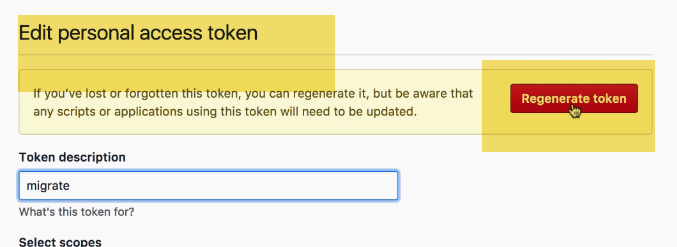 Edit personal access token
If you've lost or forgotten this token, you can regenerate it, but be aware that
any scripts or applications using this token will need to be updated.
Regenerate token
Token description
migrate
What's this token for?
Select scopes